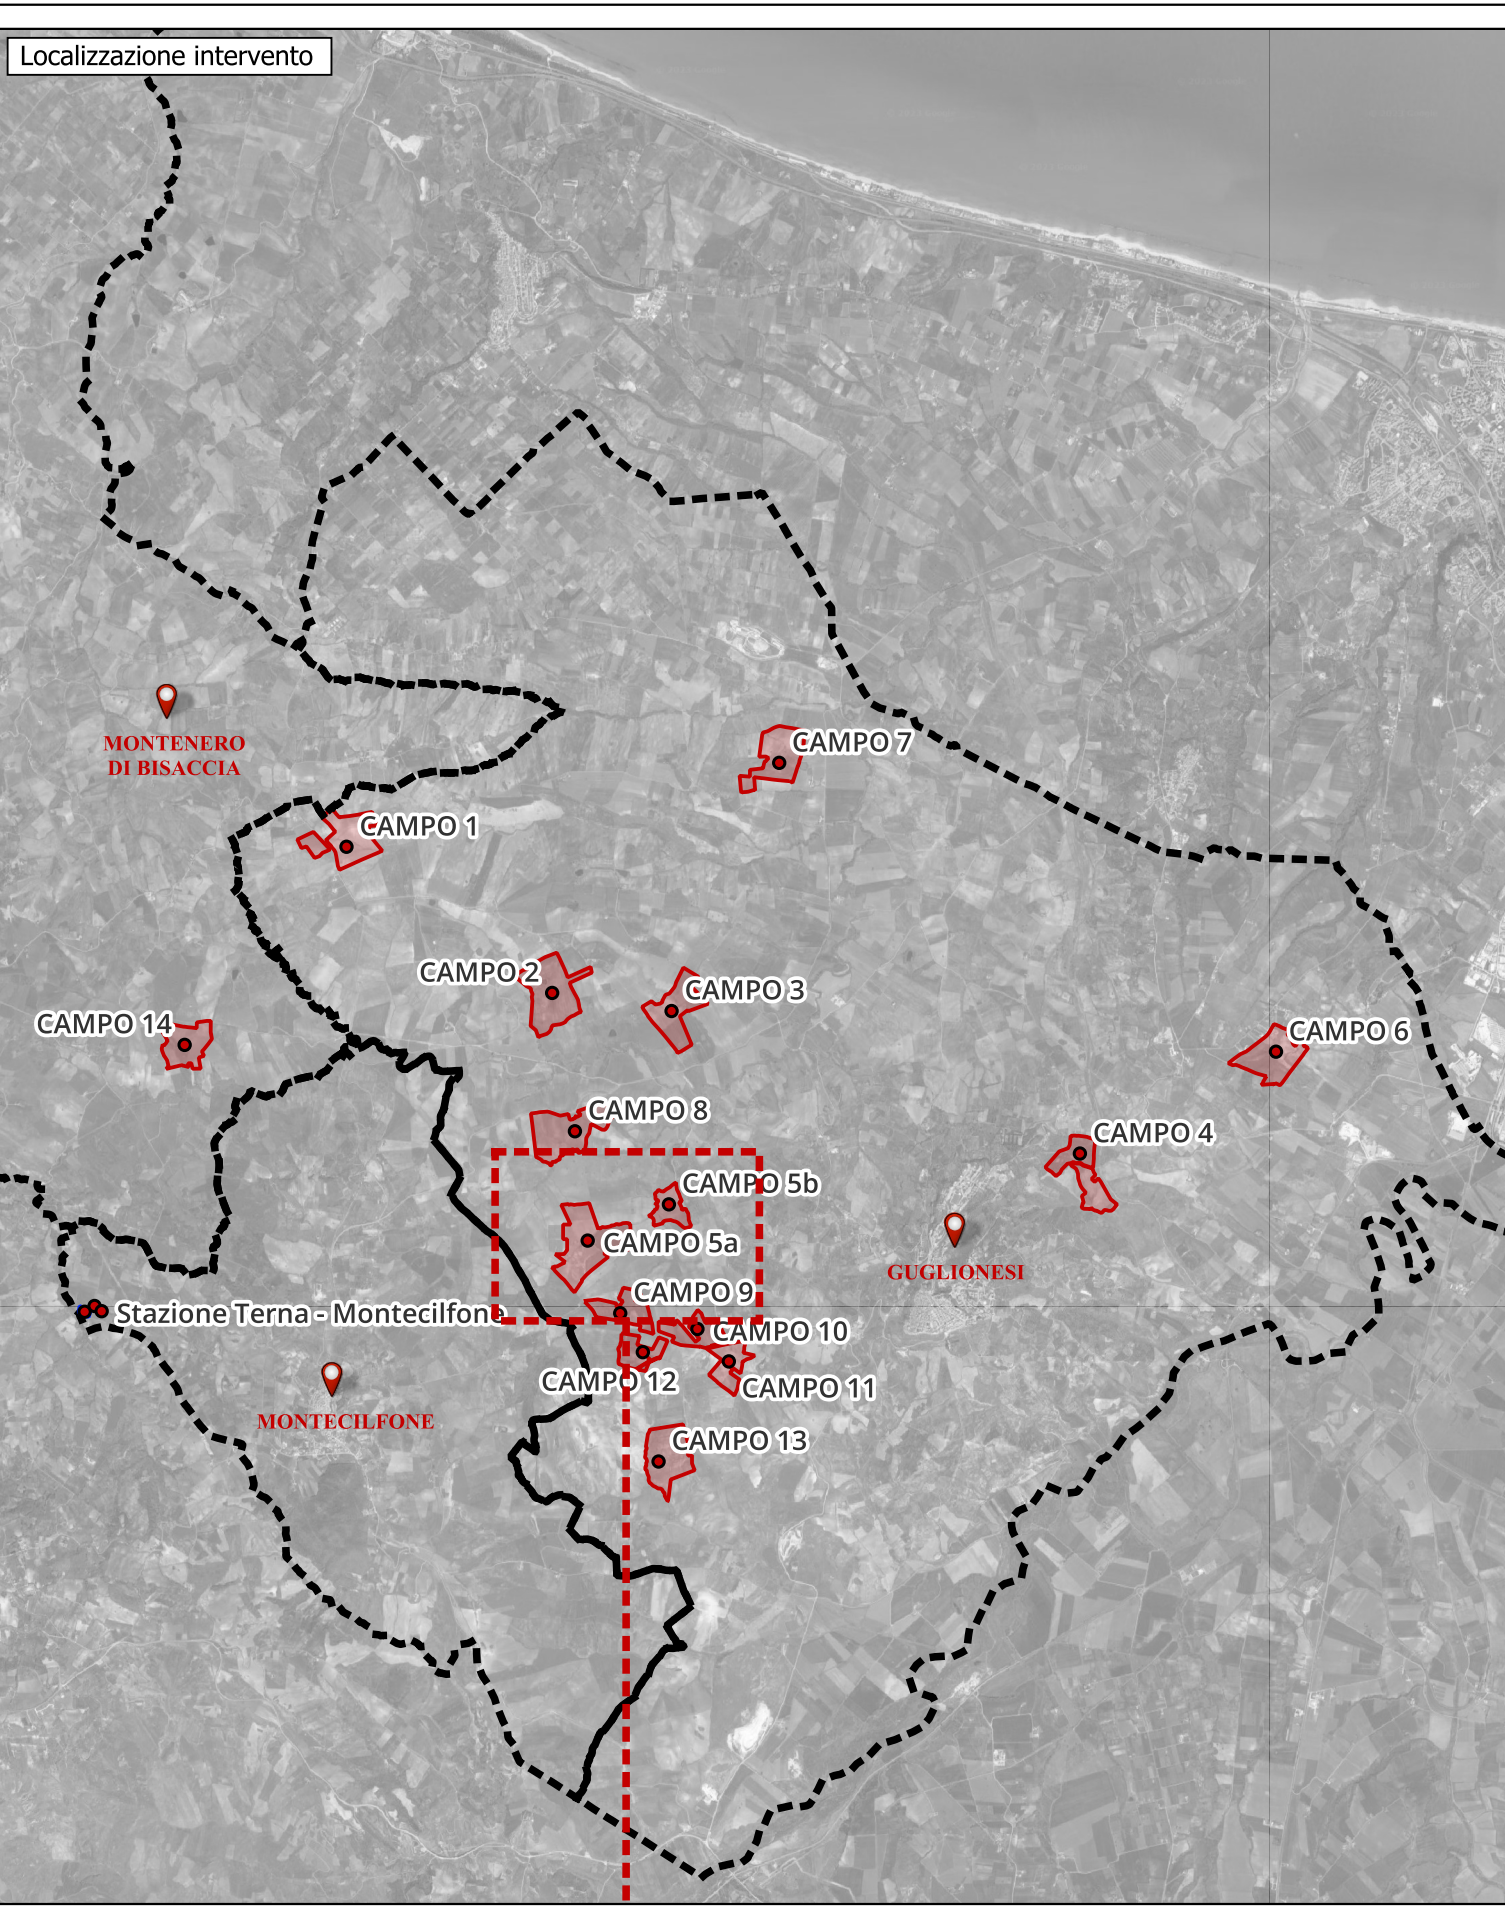 Localizzazione intervento
MONTENERO
DI BISACCIA
CAMPO 7
CAMPO 1
CAMPO 2
CAMPO 3
CAMPO 14
CAMPO 6
CAMPO 8
CAMPO 4
CAMPO 5b
CAMPO 5a
GUGLIONESI
CAMPO 9
Stazione Terna - Montecilfone
CAMPO 10
CAMPO 12
CAMPO 11
MONTECILFONE
CAMPO 13